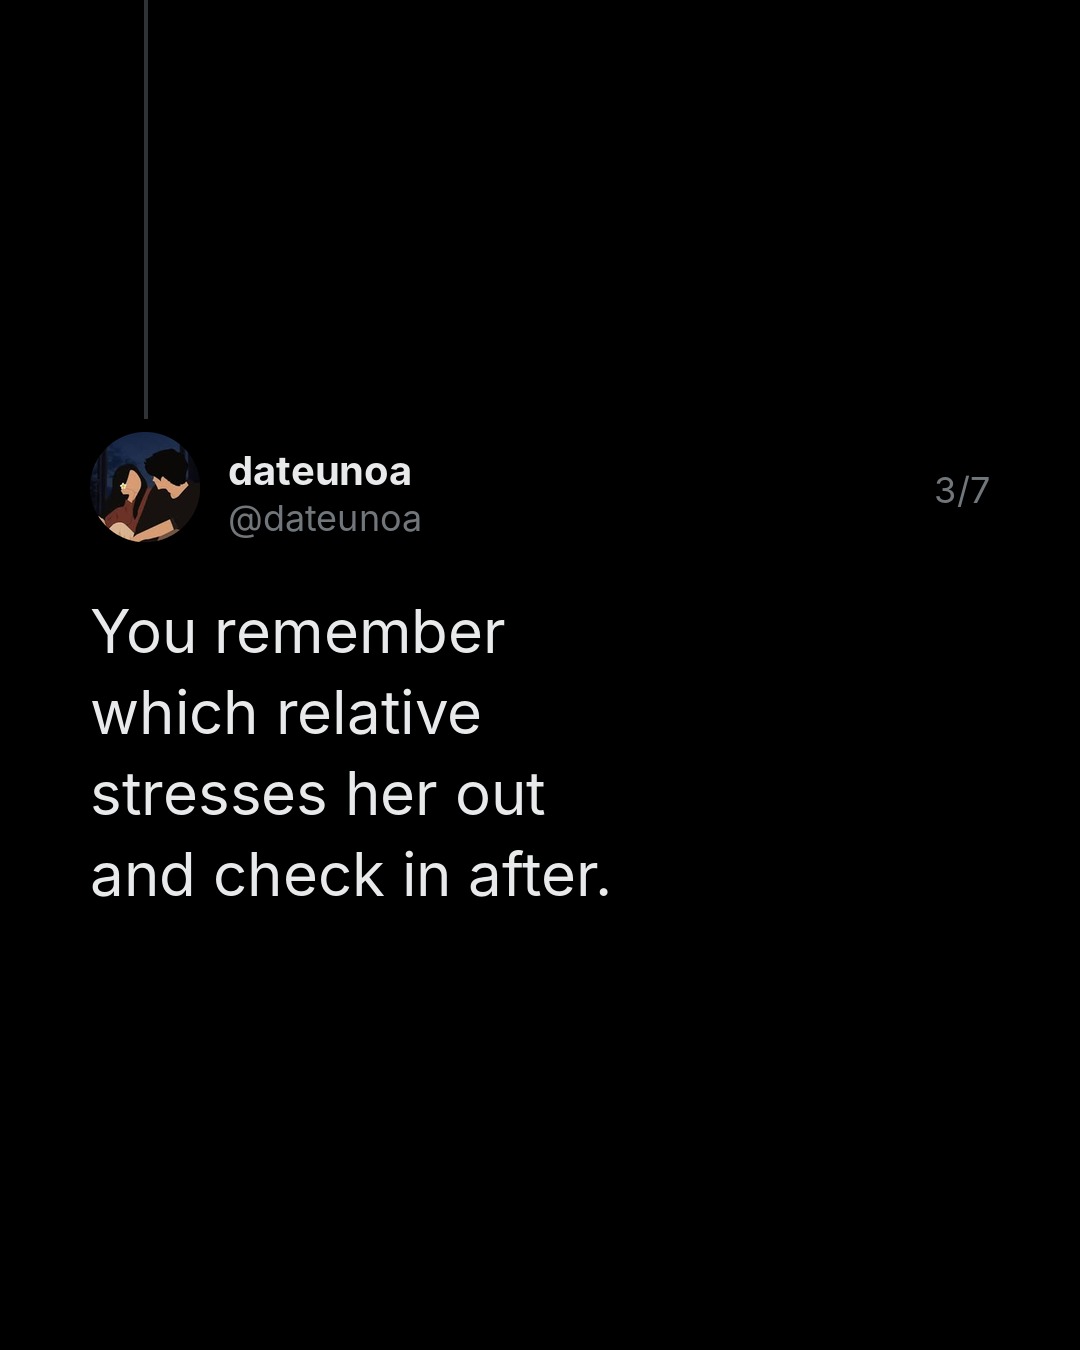 dateunoa
@dateunoa
3/7
You remember
which relative
stresses her out
and check in after.